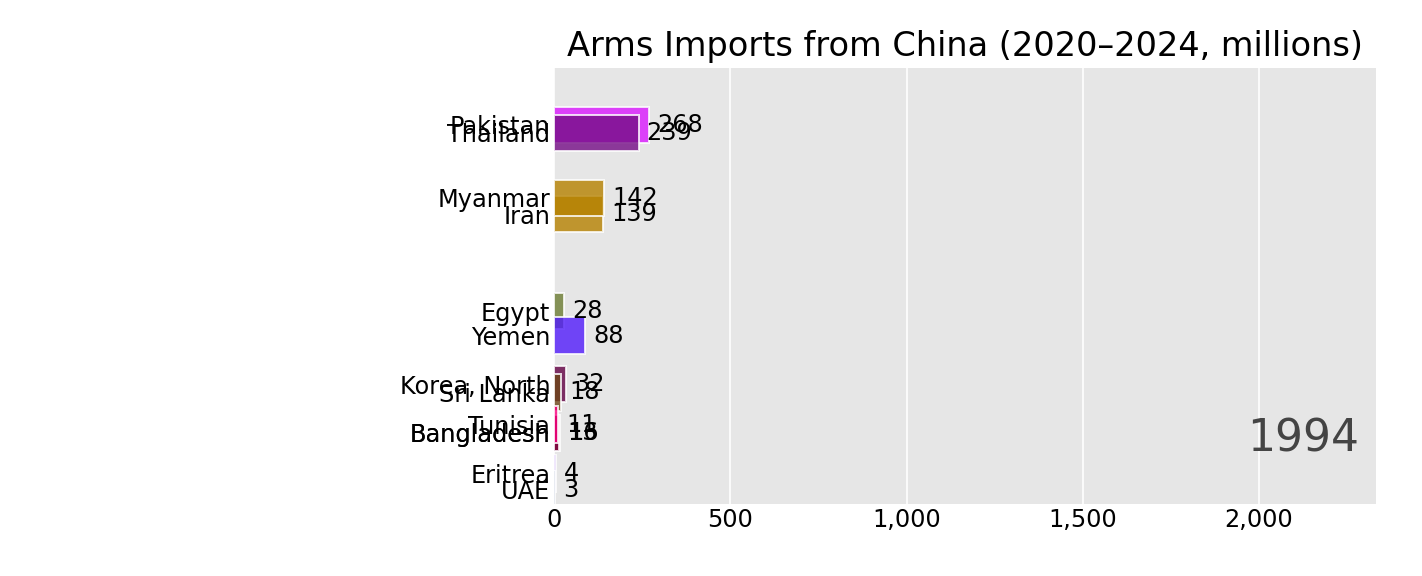 Arms Imports from China (2020–2024, millions)
Pakistan 268
Thailand 239
Myanmar 142
Iran 139
Egypt 28
Yemen 88
Korea, North 32
Sri Lanka 18
Tunisia 11
Bangladesh
Eritrea 4
UAE 3
1994
0 500 1,000 1,500 2,000